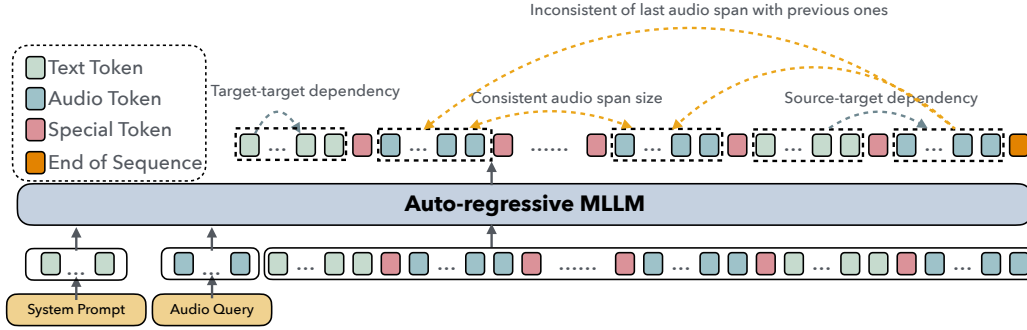 Inconsistent of last audio span with previous ones
Text Token
Audio Token
Special Token
End of Sequence
Target-target dependency
Consistent audio span size
Source-target dependency
... ... ...... ... ... ...
Auto-regressive MLLM
... ... ... ... ...... ... ... ...
System Prompt
Audio Query